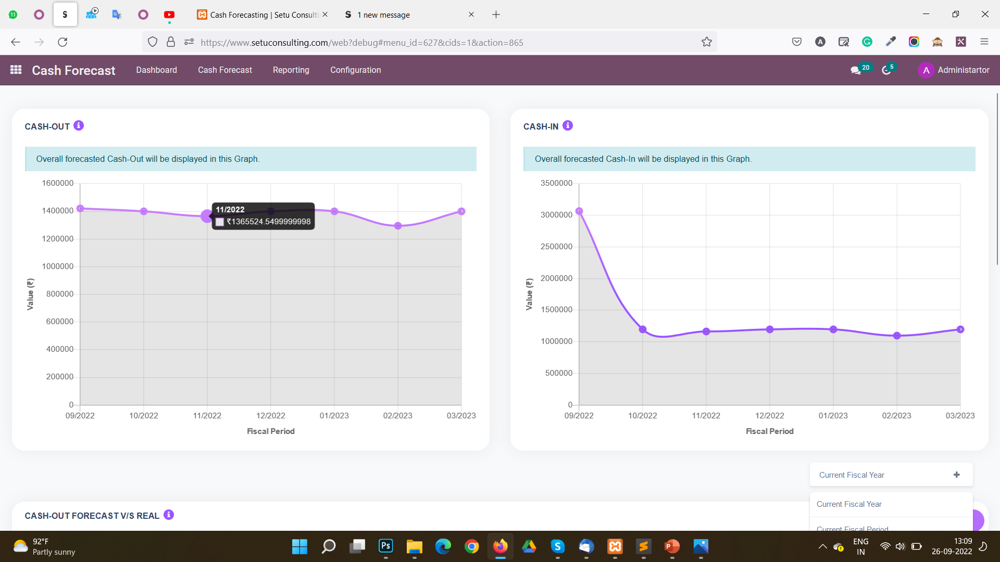 11
S
Cash Forecasting | Setu Consulti
S 1 new message
https://www.setuconsulting.com/web?debug#menu_id=627&cids=1&action=865
A
Cash Forecast
Dashboard
Cash Forecast
Reporting
Configuration
20
5
A
Administartor
CASH-OUT
Overall forecasted Cash-Out will be displayed in this Graph.
1600000
1400000
1200000
1000000
800000
600000
400000
200000
0
Value (₹)
11/2022
₹1365524.5499999998
09/2022
10/2022
11/2022
12/2022
01/2023
02/2023
03/2023
Fiscal Period
CASH-IN
Overall forecasted Cash-In will be displayed in this Graph.
3500000
3000000
2500000
2000000
1500000
1000000
500000
0
Value (₹)
09/2022
10/2022
11/2022
12/2022
01/2023
02/2023
03/2023
Fiscal Period
Current Fiscal Year
Current Fiscal Year
Current Fiscal Period
CASH-OUT FORECAST V/S REAL
92°F
Partly sunny
Ps
S
P
ENG
IN
13:09
26-09-2022